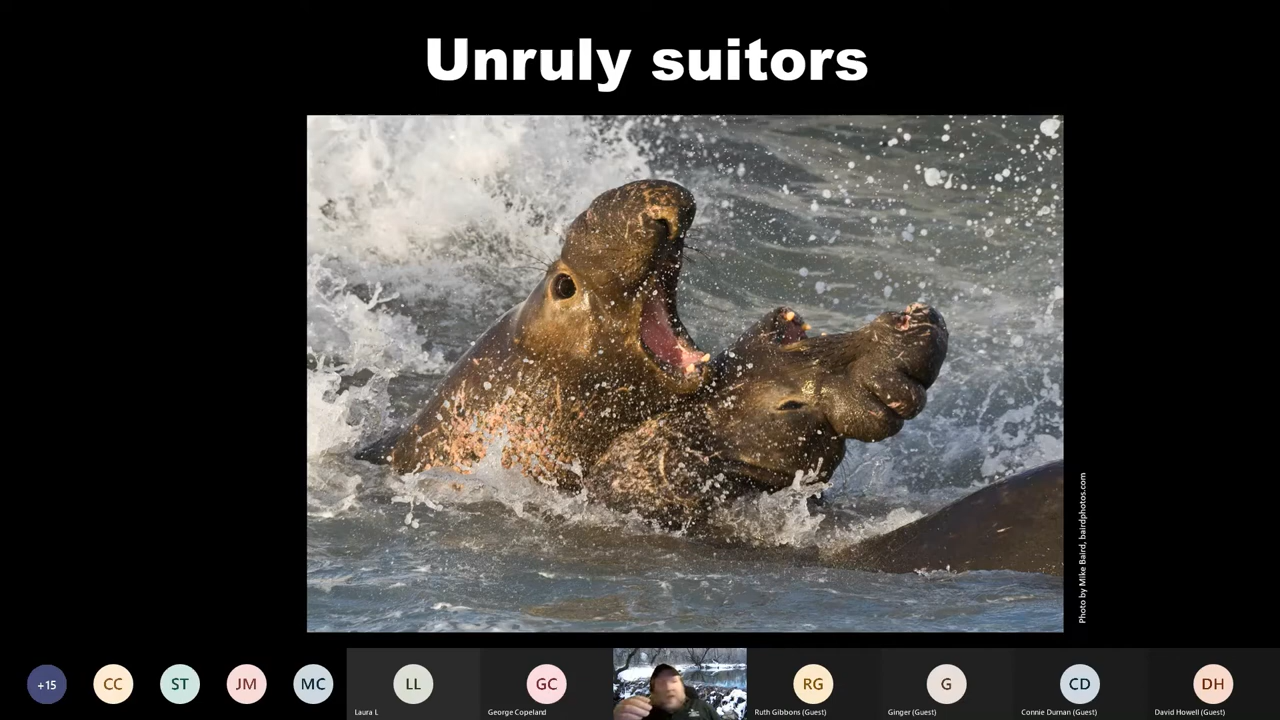 Unruly suitors
Photo by Mike Baird, bairdphotos.com
+15
CC
ST
JM
MC
LL
Laura L
GC
George Copeland
RG
Ruth Gibbons (Guest)
G
Ginger (Guest)
CD
Connie Durnan (Guest)
DH
David Howell (Guest)